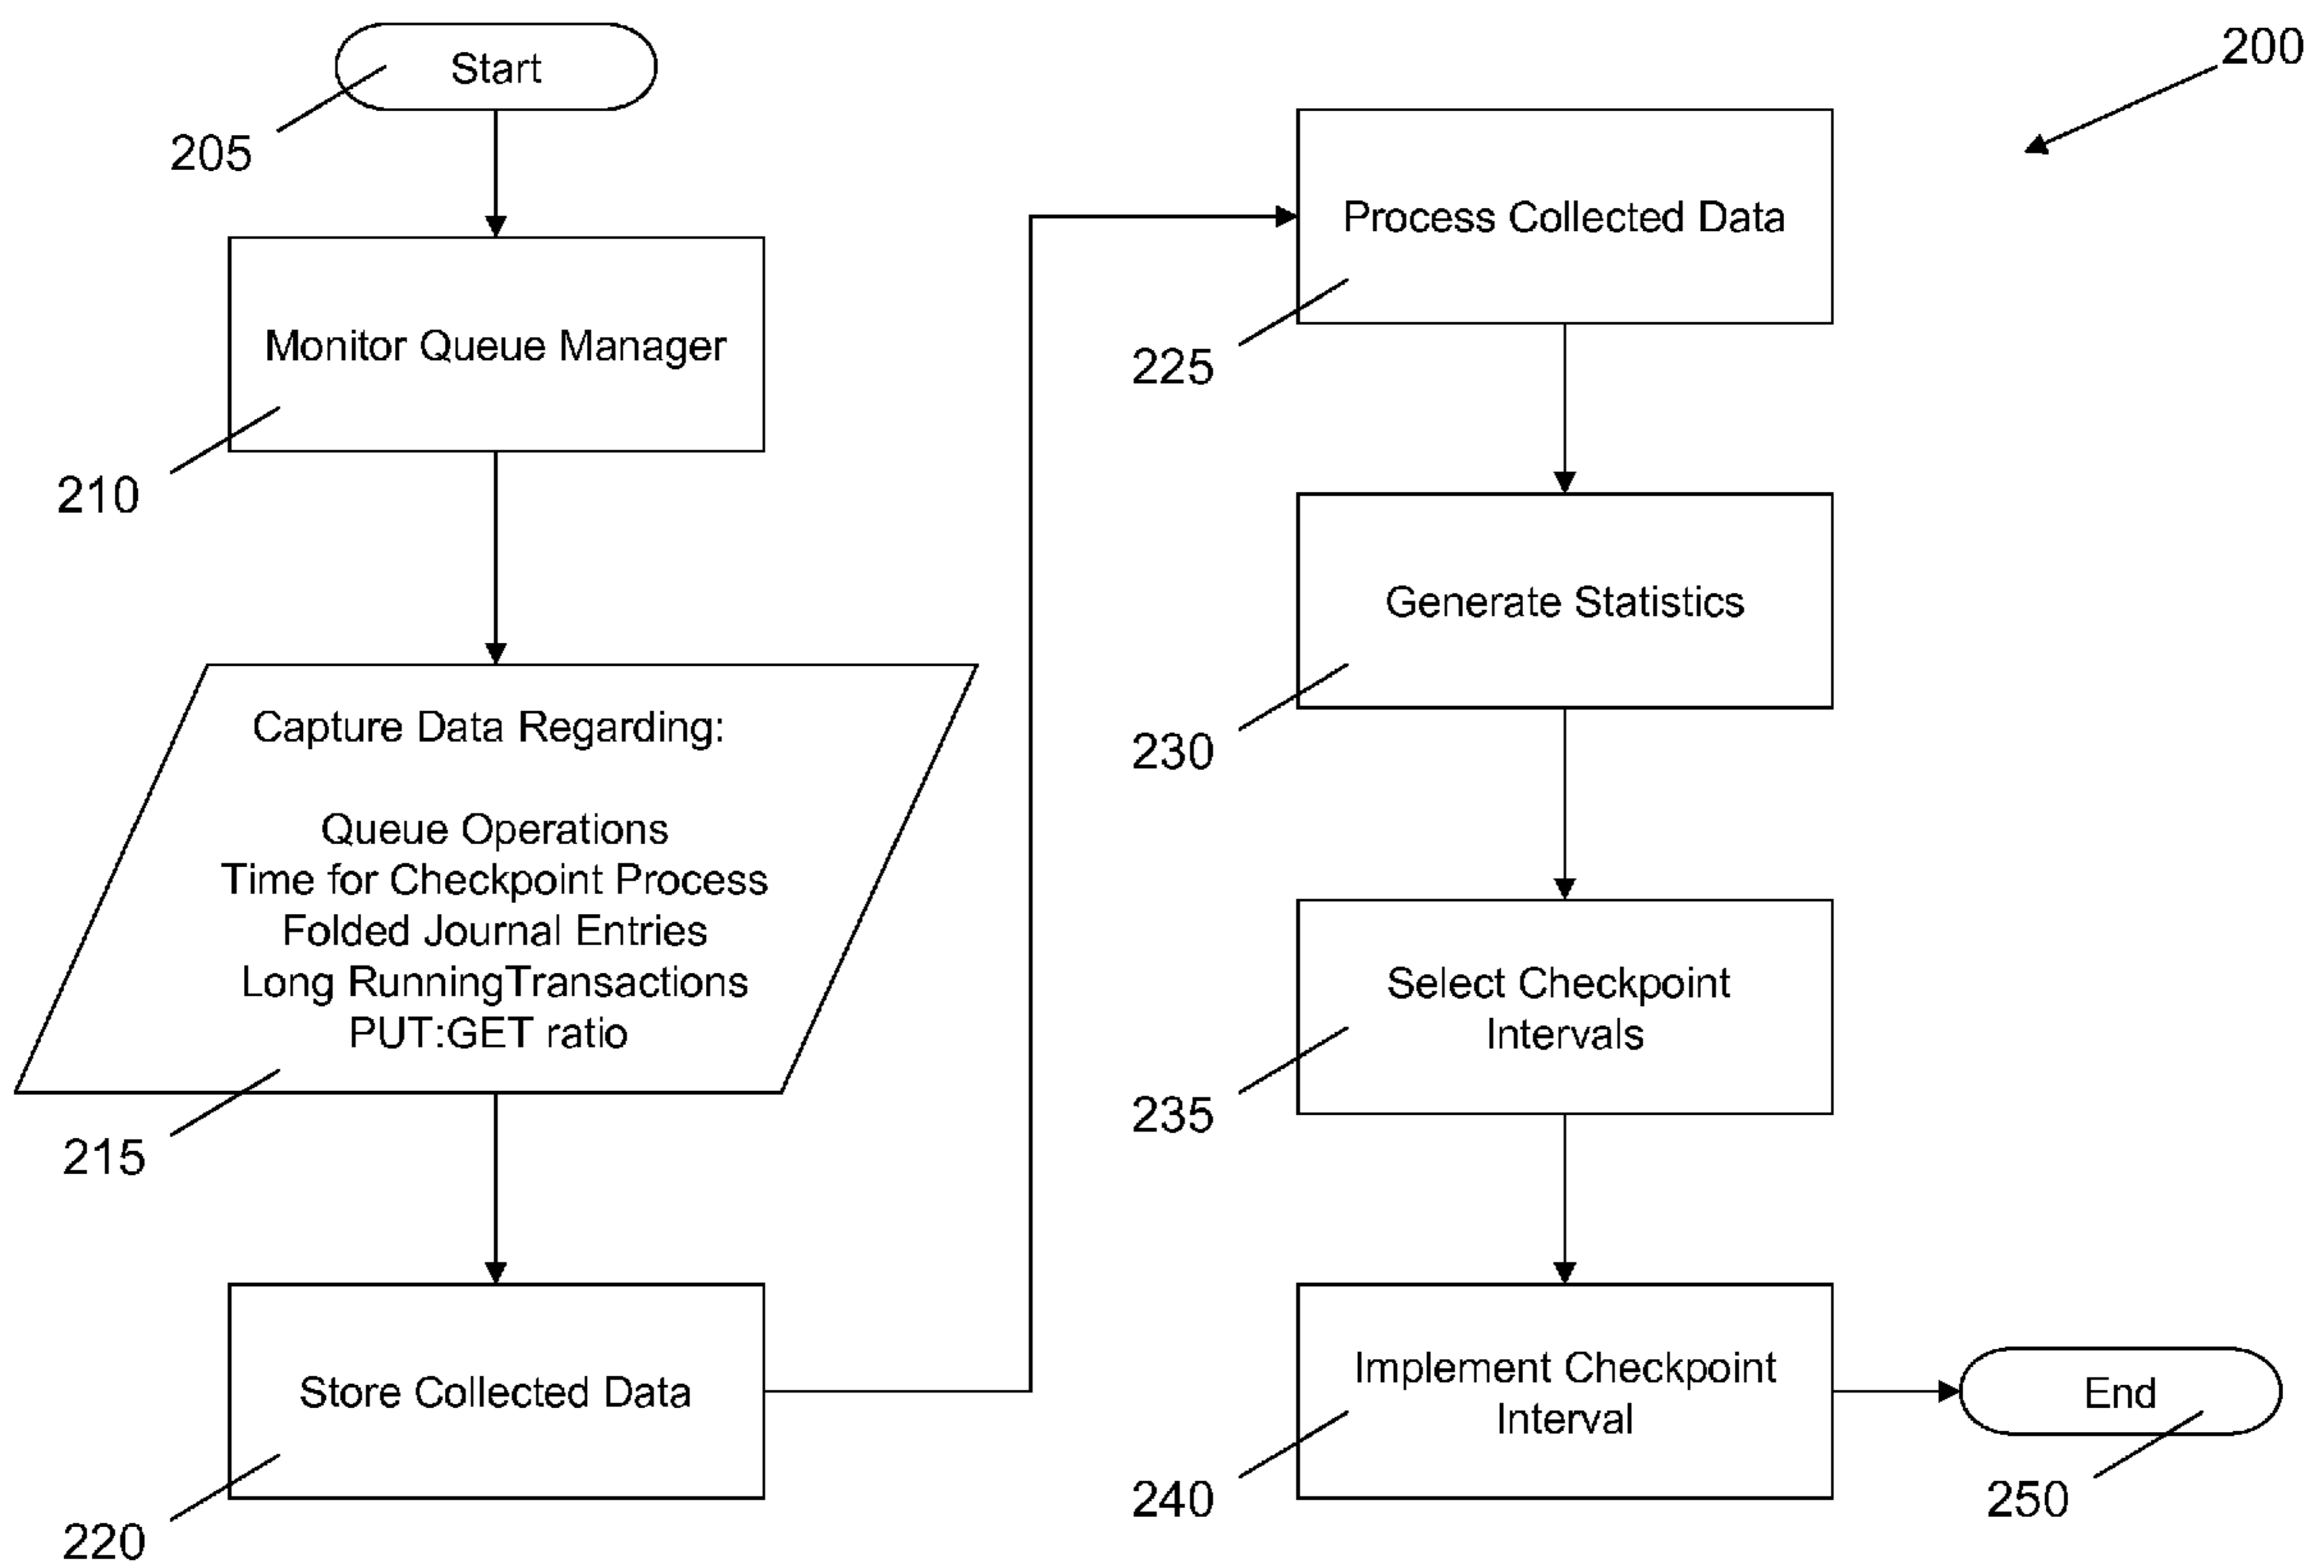 Start
205
Monitor Queue Manager
210
Capture Data Regarding:
Queue Operations
Time for Checkpoint Process
Folded Journal Entries
Long RunningTransactions
PUT:GET ratio
215
Store Collected Data
220
200
Process Collected Data
225
Generate Statistics
230
Select Checkpoint
Intervals
235
Implement Checkpoint
Interval
240
End
250